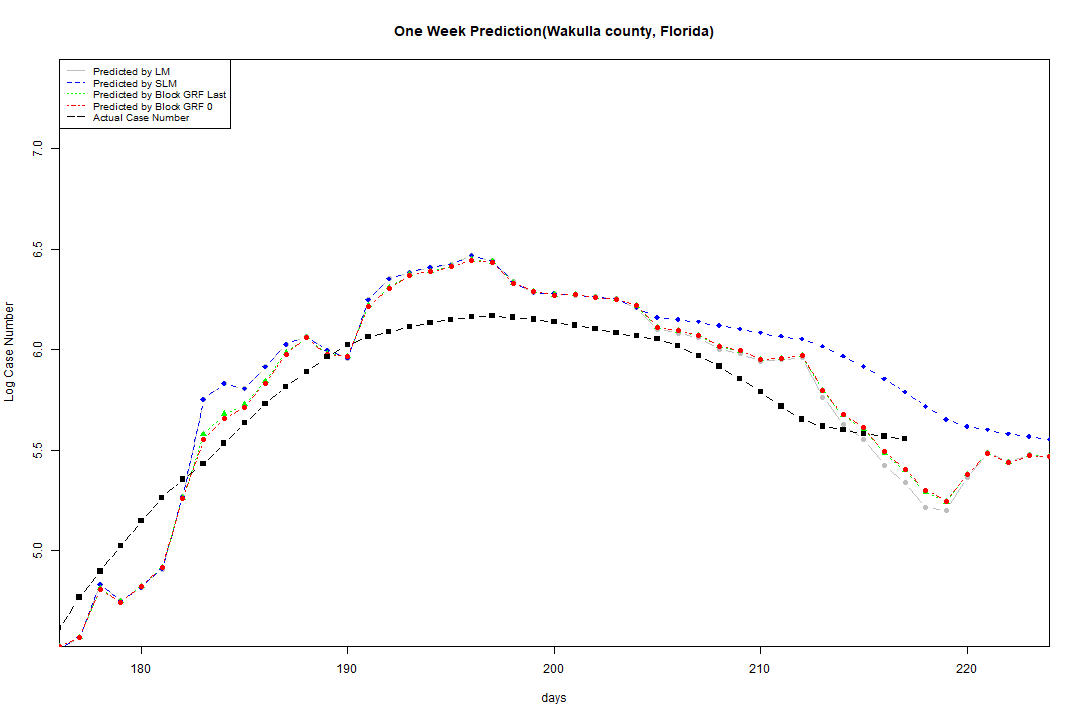 One Week Prediction(Wakulla county, Florida)
Predicted by LM
Predicted by SLM
Predicted by Block GRF Last
Predicted by Block GRF 0
Actual Case Number
7.0
6.5
6.0
5.5
5.0
Log Case Number
180 190 200 210 220
days